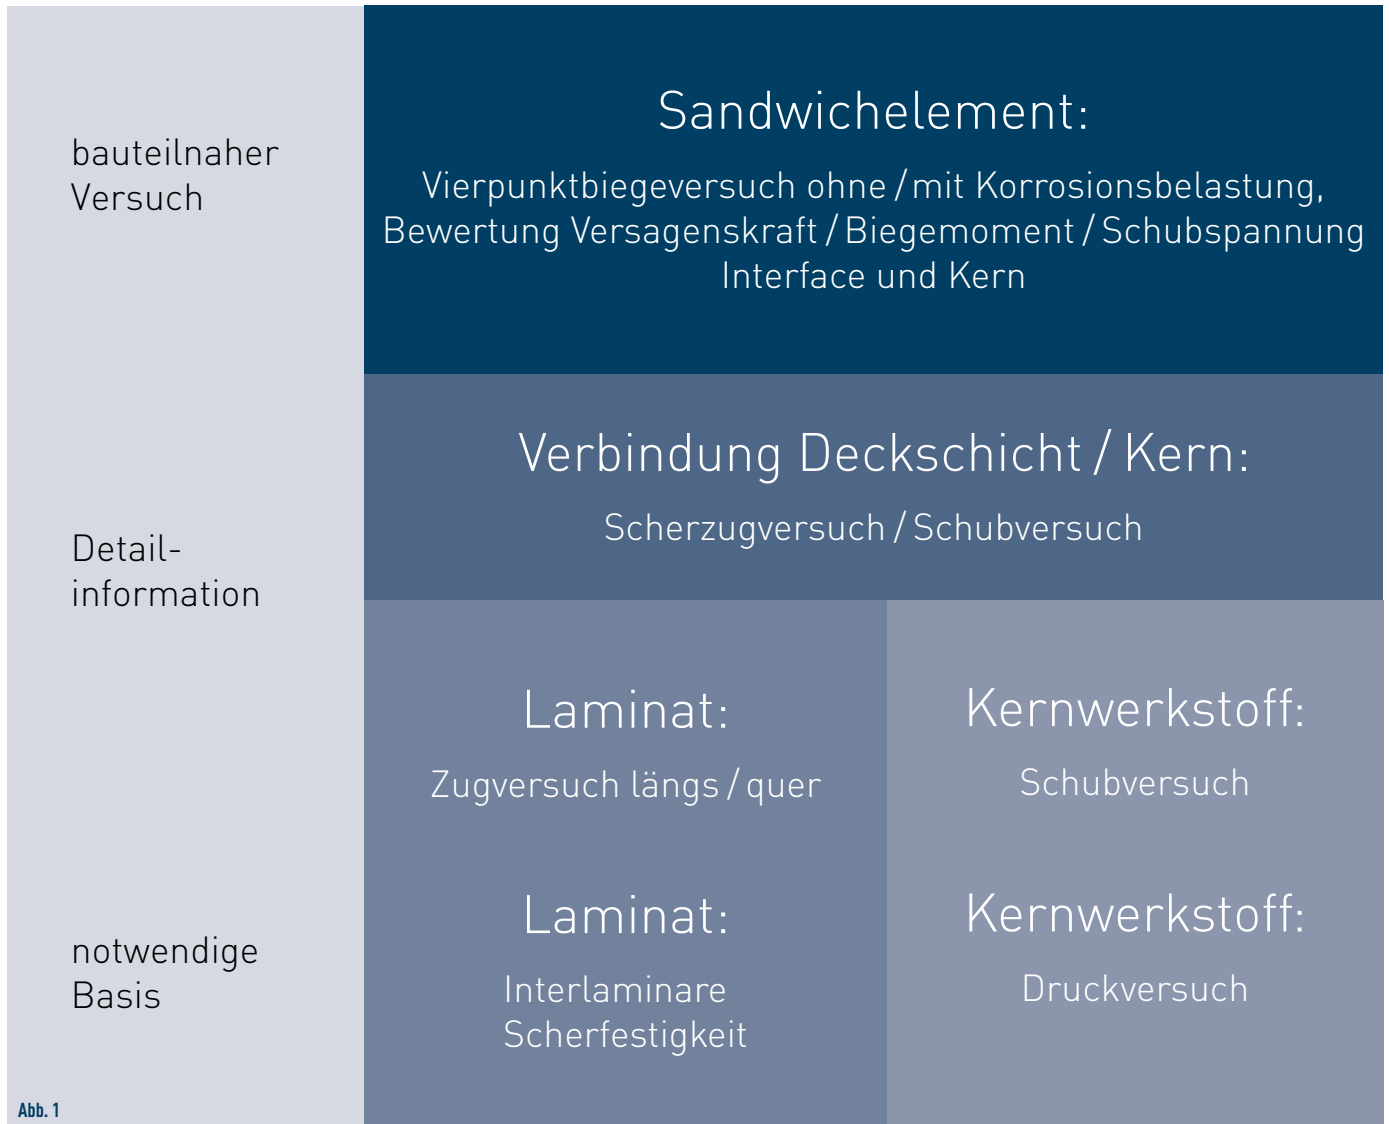 bauteilnaher
Versuch
Sandwichelement:
Vierpunktbiegeversuch ohne / mit Korrosionsbelastung,
Bewertung Versagenskraft / Biegemoment / Schubspannung
Interface und Kern
Detail-
information
Verbindung Deckschicht / Kern:
Scherzugversuch / Schubversuch
Laminat:
Zugversuch längs / quer
Kernwerkstoff:
Schubversuch
notwendige
Basis
Laminat:
Interlaminare
Scherfestigkeit
Kernwerkstoff:
Druckversuch
Abb. 1